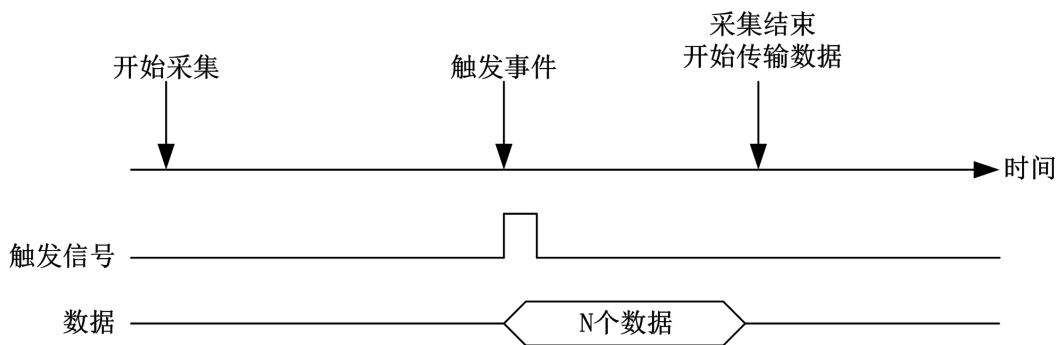 采集结束
开始传输数据
开始采集
触发事件
时间
触发信号
数据
N个数据